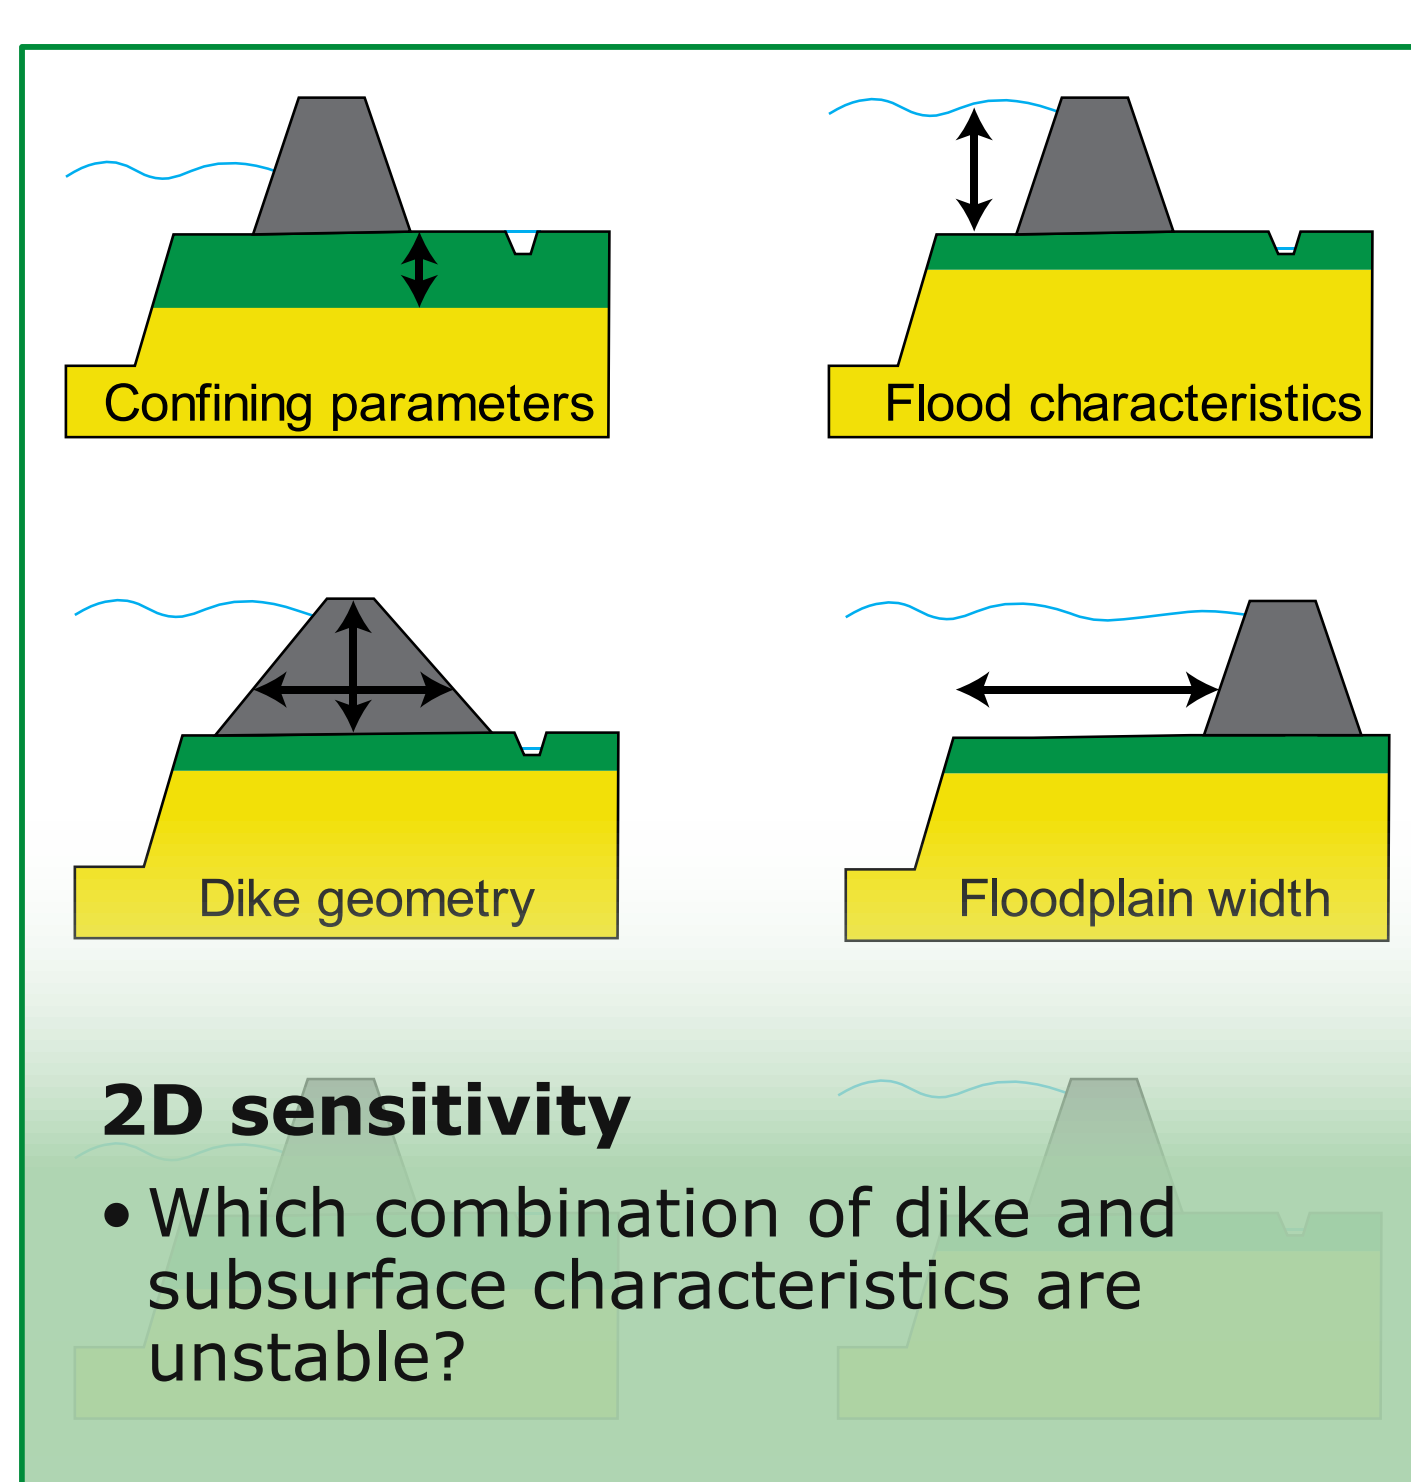 Confining parameters
Flood characteristics
Dike geometry
Floodplain width
2D sensitivity
• Which combination of dike and
subsurface characteristics are
unstable?